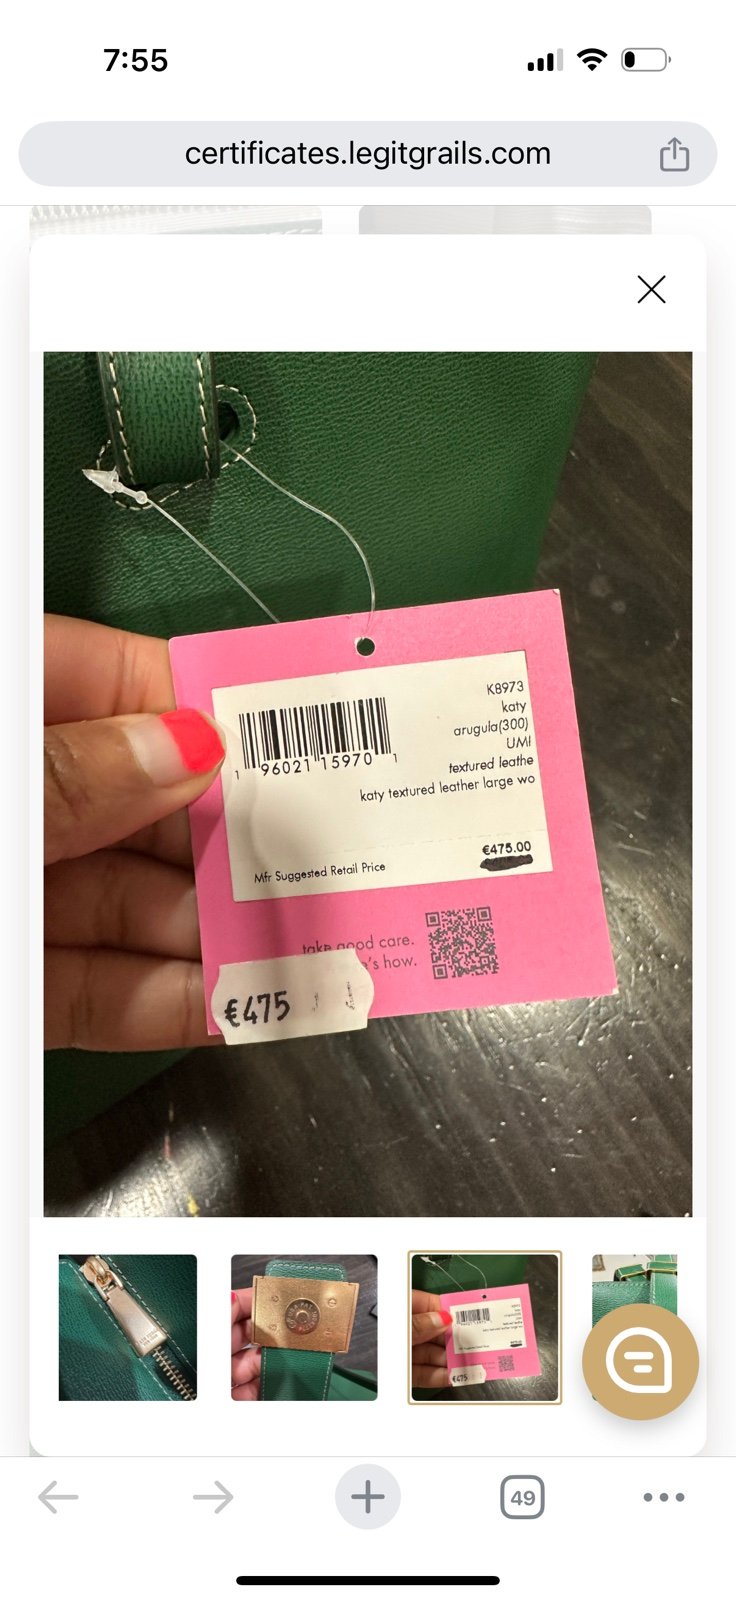 7:55
certificates.legitgrails.com
K8973
katy
arugula(300)
UMI
textured leathe
katy textured leather large wo
1 96021 15970 1
Mfr Suggested Retail Price
€475.00
take good care.
e's how.
€475
49